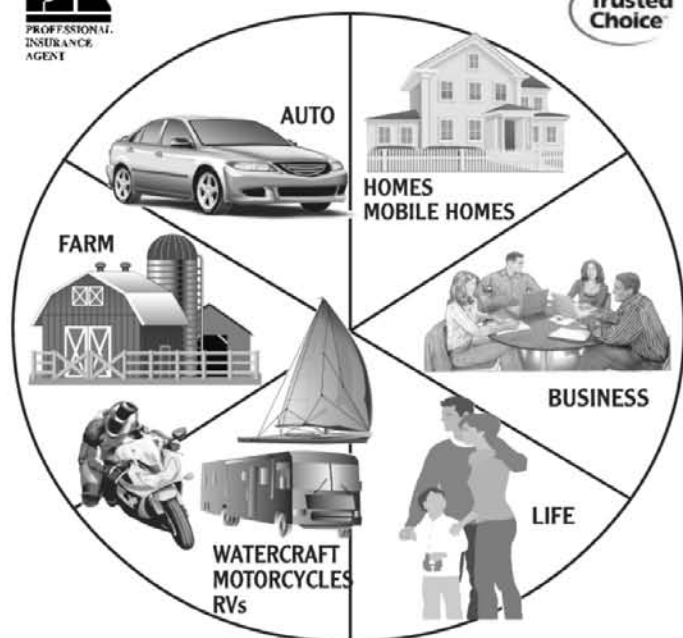 PROFESSIONAL
INSURANCE
AGENT
Trusted
Choice
AUTO
HOMES
MOBILE HOMES
FARM
BUSINESS
LIFE
WATERCRAFT
MOTORCYCLES
RVs